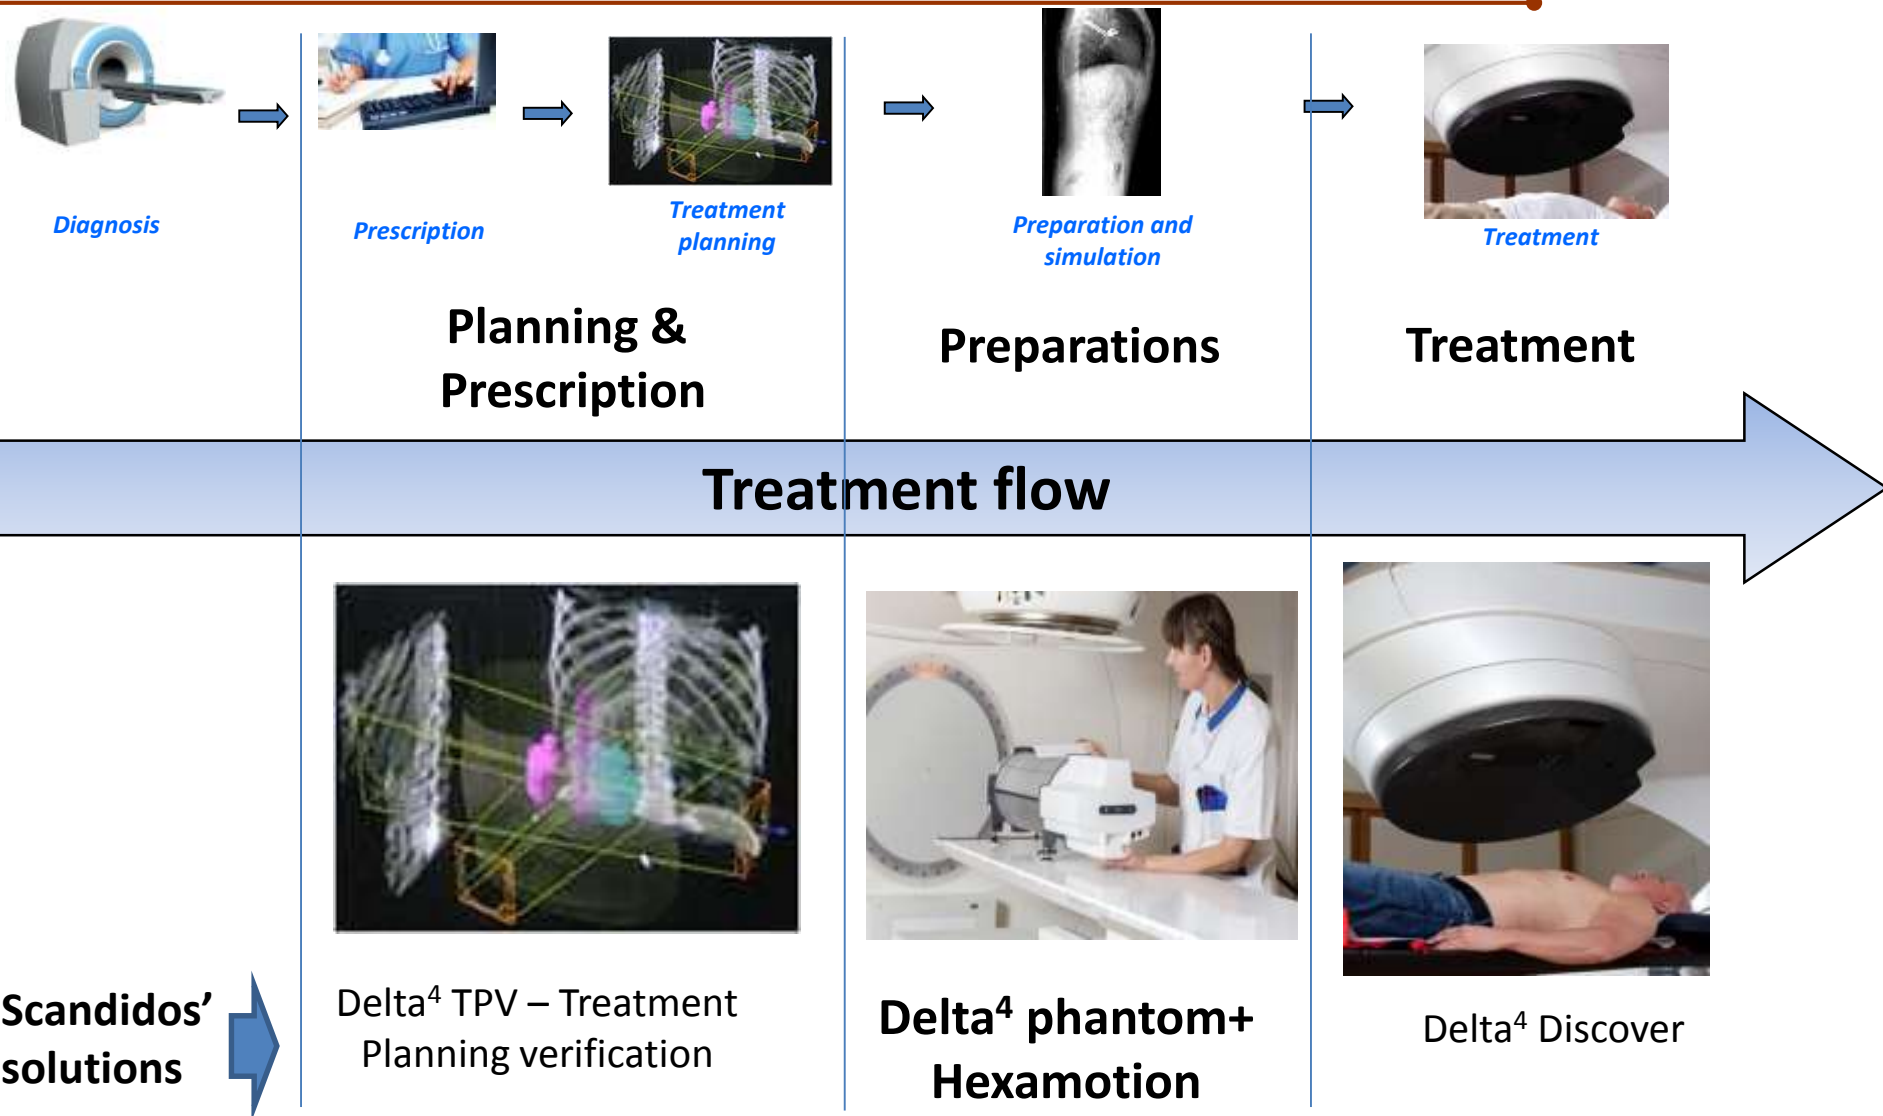 Diagnosis
Prescription
Treatment
planning
Preparation and
simulation
Treatment
Planning &
Prescription
Preparations
Treatment
Treatment flow
Scandidos’
solutions
Delta⁴ TPV – Treatment
Planning verification
Delta⁴ phantom+
Hexamotion
Delta⁴ Discover